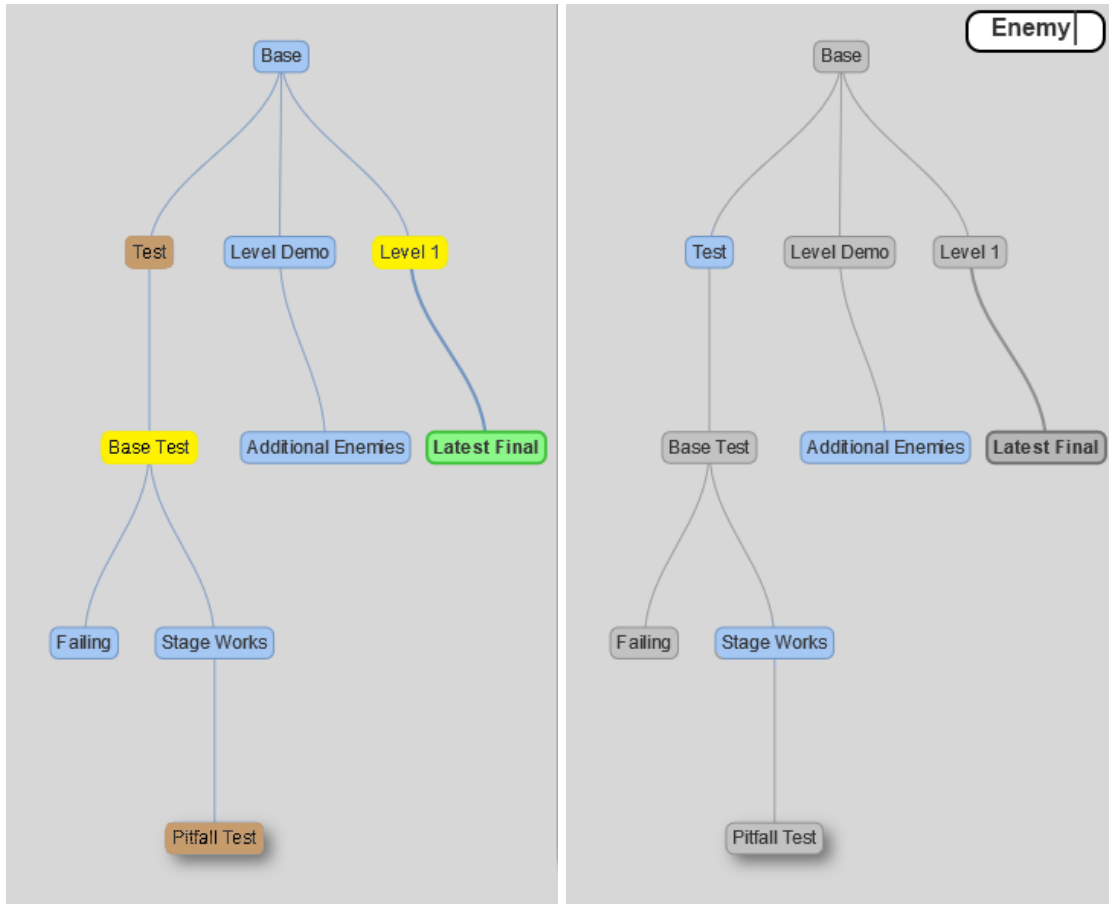 Base
Test
Level Demo
Level 1
Base Test
Additional Enemies
Latest Final
Failing
Stage Works
Pitfall Test
Enemy
Base
Test
Level Demo
Level 1
Base Test
Additional Enemies
Latest Final
Failing
Stage Works
Pitfall Test